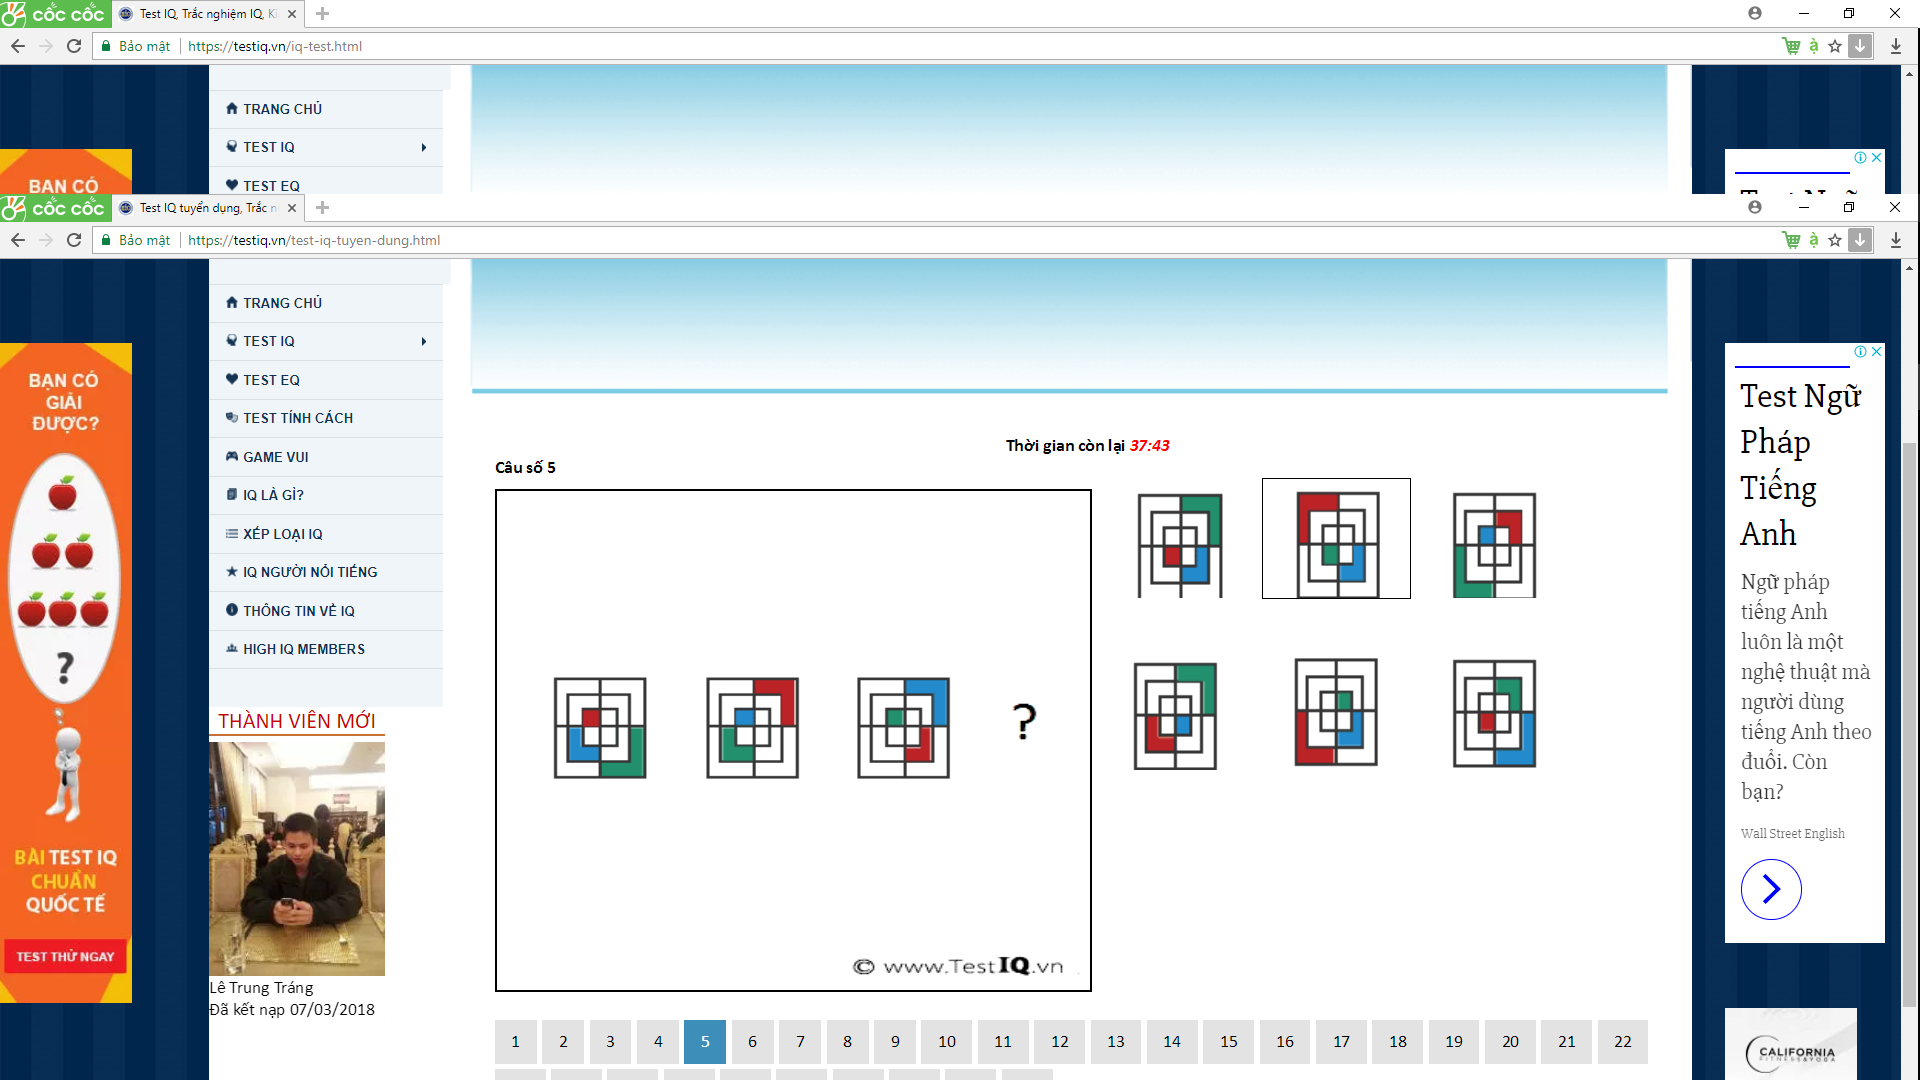 cốc cốc
Test IQ, Trắc nghiệm IQ, Ki
Bảo mật
https://testiq.vn/iq-test.html
TRANG CHỦ
TEST IQ
TEST EQ
BẠN CÓ
cốc cốc
Test IQ tuyển dụng, Trắc n
Bảo mật
https://testiq.vn/test-iq-tuyen-dung.html
TRANG CHỦ
TEST IQ
TEST EQ
TEST TÍNH CÁCH
GAME VUI
IQ LÀ GÌ?
XẾP LOẠI IQ
IQ NGƯỜI NỔI TIẾNG
THÔNG TIN VỀ IQ
HIGH IQ MEMBERS
THÀNH VIÊN MỚI
Lê Trung Tráng
Đã kết nạp 07/03/2018
BẠN CÓ
GIẢI
ĐƯỢC?
?
BÀI TEST IQ
CHUẨN
QUỐC TẾ
TEST THỬ NGAY
Thời gian còn lại 37:43
Câu số 5
?
© www.TestIQ.vn
1 2 3 4 5 6 7 8 9 10 11 12 13 14 15 16 17 18 19 20 21 22
Test Ngữ
Pháp
Tiếng
Anh
Ngữ pháp
tiếng Anh
luôn là một
nghệ thuật mà
người dùng
tiếng Anh theo
đuổi. Còn
bạn?
Wall Street English
CALIFORNIA
FITNESS & YOGA